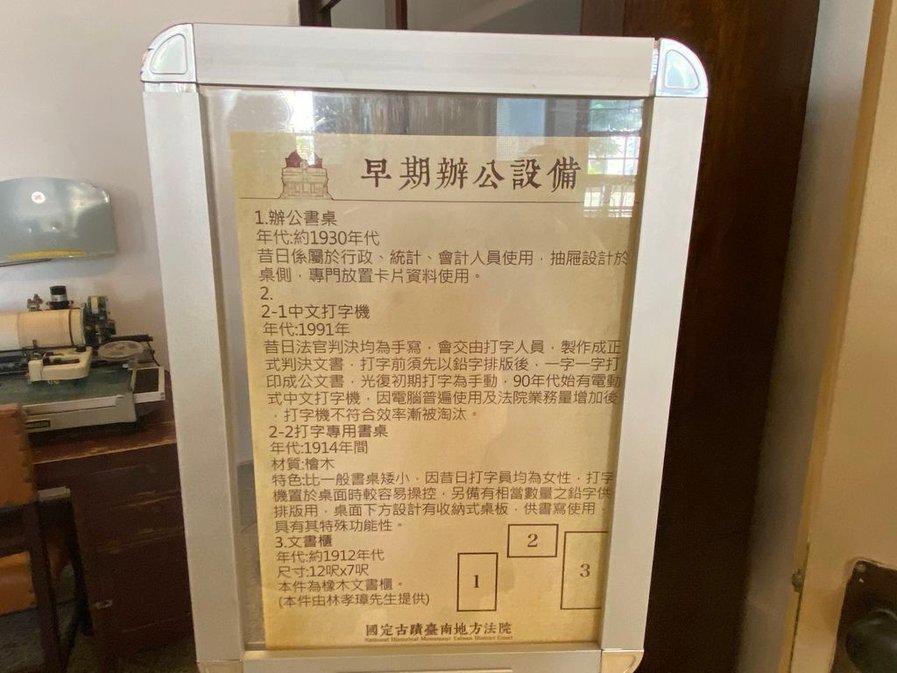 早期辦公設備
1.辦公書桌
年代:約1930年代
昔日係屬於行政、統計、會計人員使用，抽屜設計於
桌側，專門放置卡片資料使用。
2.
2-1中文打字機
年代:1991年
昔日法官判決均為手寫，會交由打字人員，製作成正
式判決文書，打字前須先以鉛字排版後，一字一字打
印成公文書，光復初期打字為手動，90年代始有電動
式中文打字機，因電腦普遍使用及法院業務量增加後
，打字機不符合效率漸被淘汰。
2-2打字專用書桌
年代:1914年間
材質:檜木
特色:比一般書桌矮小，因昔日打字員均為女性，打字
機置於桌面時較容易操控，另備有相當數量之鉛字供
排版用，桌面下方設計有收納式桌板，供書寫使用，
具有其特殊功能性。
3.文書櫃
年代:約1912年代
尺寸:12呎x7呎
本件為橡木文書櫃。
(本件由林孝璋先生提供)
1
2
3
國定古蹟臺南地方法院
National Historical Monument Tainan District Court